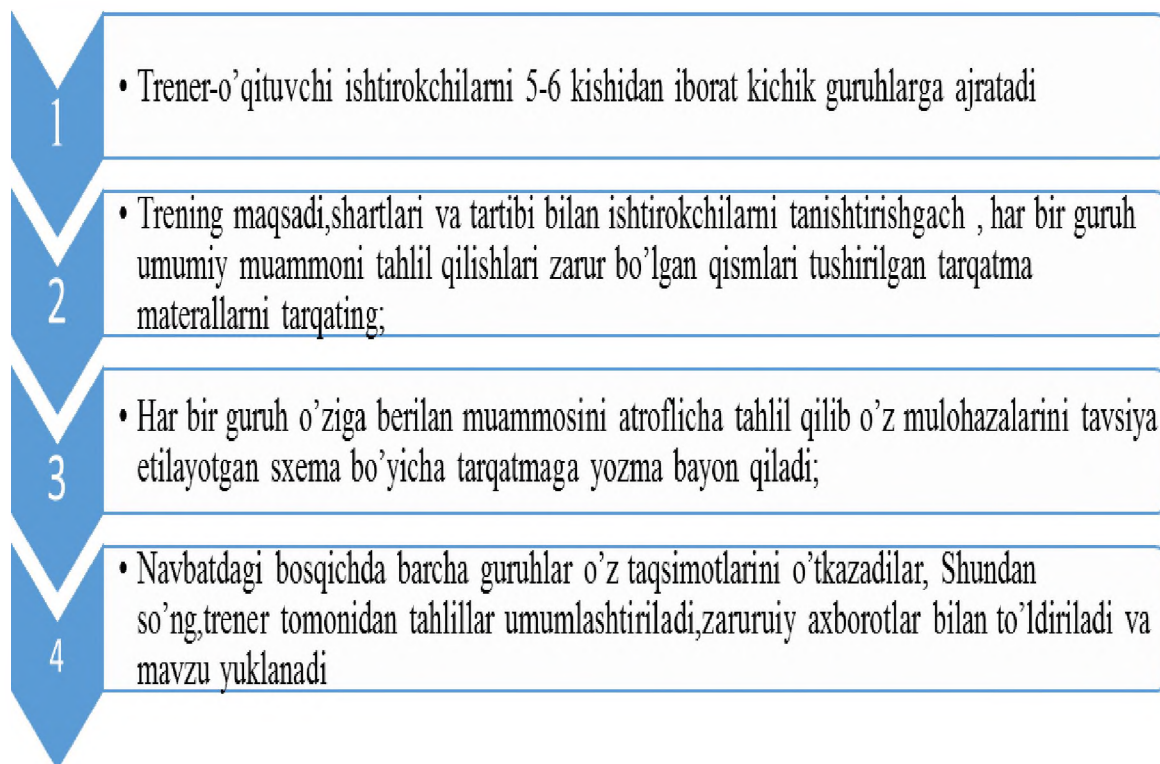 1
• Trener-o’qituvchi ishtirokchilarni 5-6 kishidan iborat kichik guruhlarga ajratadi
2
• Trening maqsadi,shartlari va tartibi bilan ishtirokchilarni tanishtirishgach , har bir guruh
umumiy muammoni tahlil qilishlari zarur bo’lgan qismlari tushirilgan tarqatma
materallarni tarqating;
3
• Har bir guruh o’ziga berilan muammosini atroflicha tahlil qilib o’z mulohazalarini tavsiya
etilayotgan sxema bo’yicha tarqatmaga yozma bayon qiladi;
4
• Navbatdagi bosqichda barcha guruhlar o’z taqsimotlarini o’tkazadilar, Shundan
so’ng,trener tomonidan tahlillar umumlashtiriladi,zaruruiy axborotlar bilan to’ldiriladi va
mavzu yuklanadi